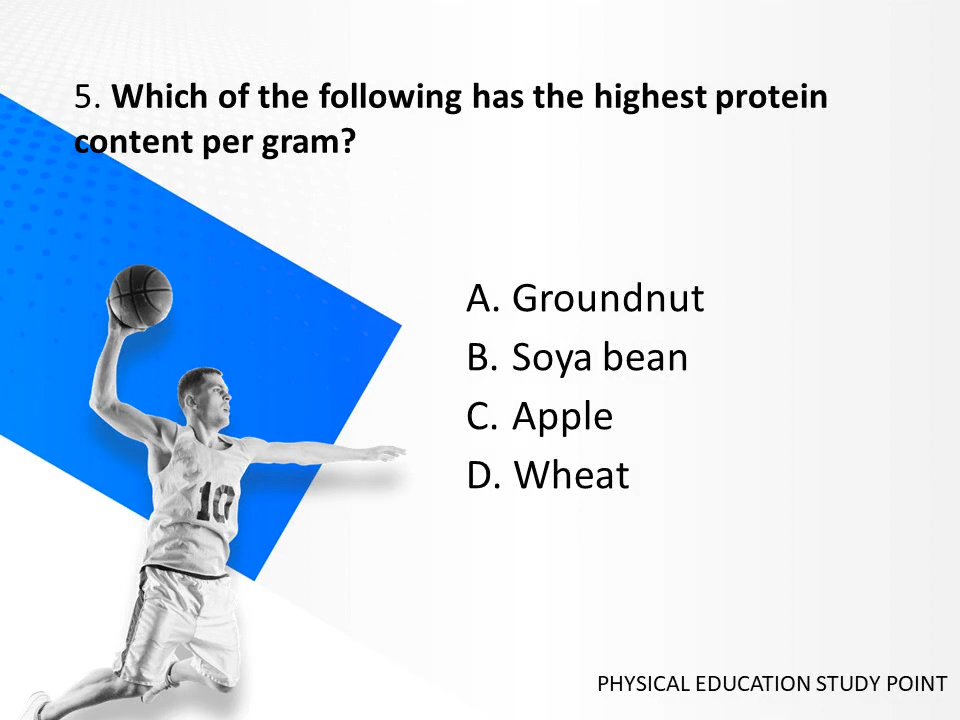 5. Which of the following has the highest protein
content per gram?
A. Groundnut
B. Soya bean
C. Apple
D. Wheat
10
PHYSICAL EDUCATION STUDY POINT